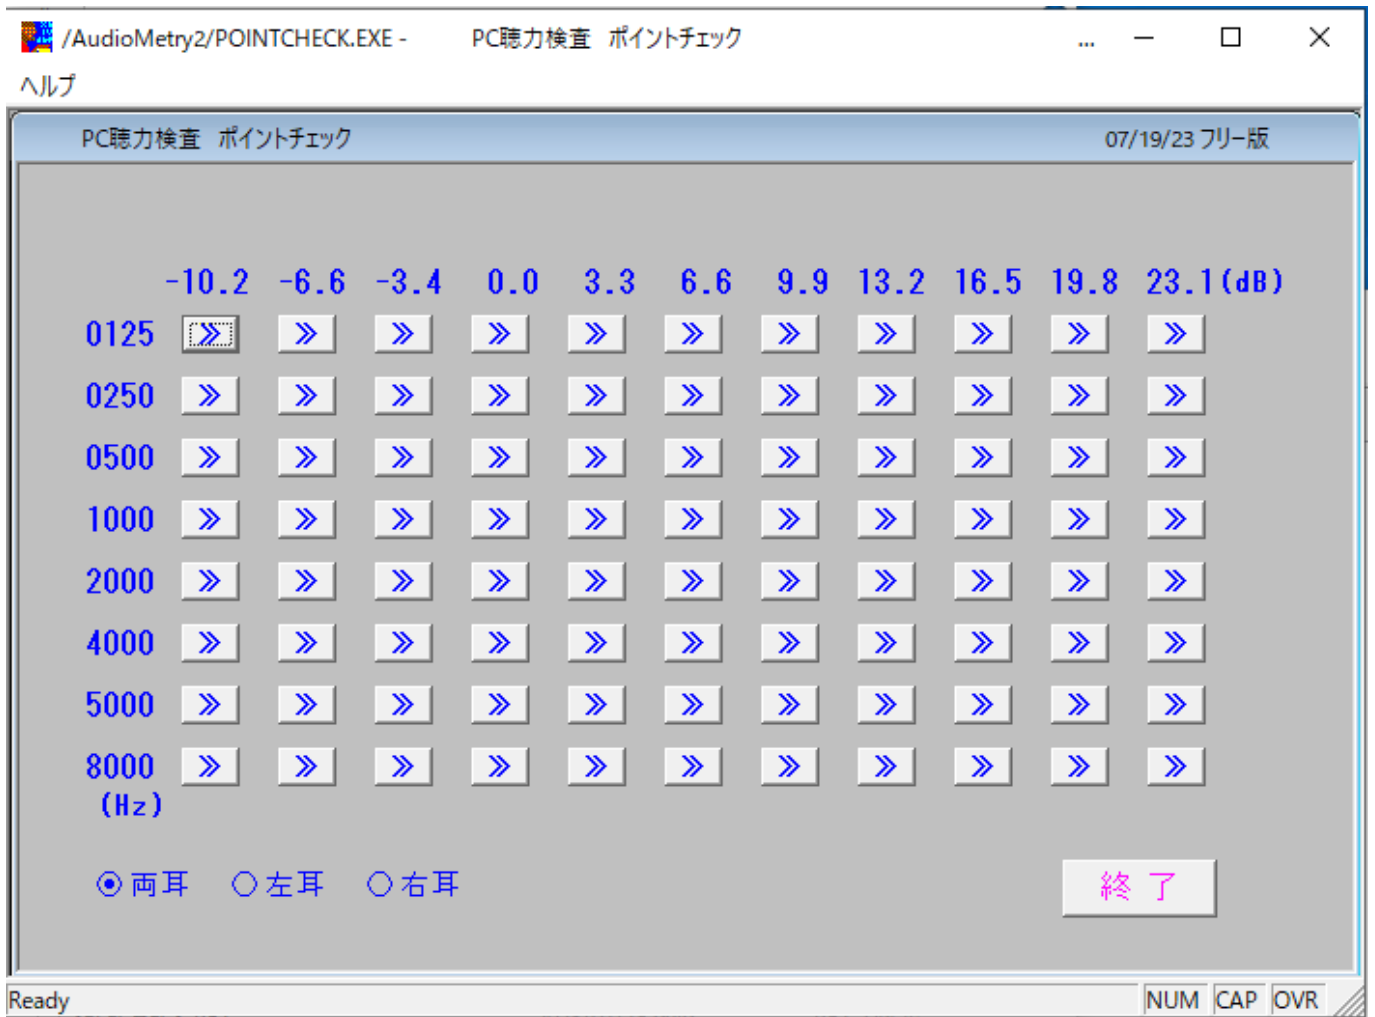 /AudioMetry2/POINTCHECK.EXE - PC聴力検査 ポイントチェック ...
ヘルプ
PC聴力検査 ポイントチェック 07/19/23 フリー版
-10.2 -6.6 -3.4 0.0 3.3 6.6 9.9 13.2 16.5 19.8 23.1(dB)
0125 » » » » » » » » » » »
0250 » » » » » » » » » » »
0500 » » » » » » » » » » »
1000 » » » » » » » » » » »
2000 » » » » » » » » » » »
4000 » » » » » » » » » » »
5000 » » » » » » » » » » »
8000 » » » » » » » » » » »
(Hz)
両耳 左耳 右耳 終了
Ready NUM CAP OVR